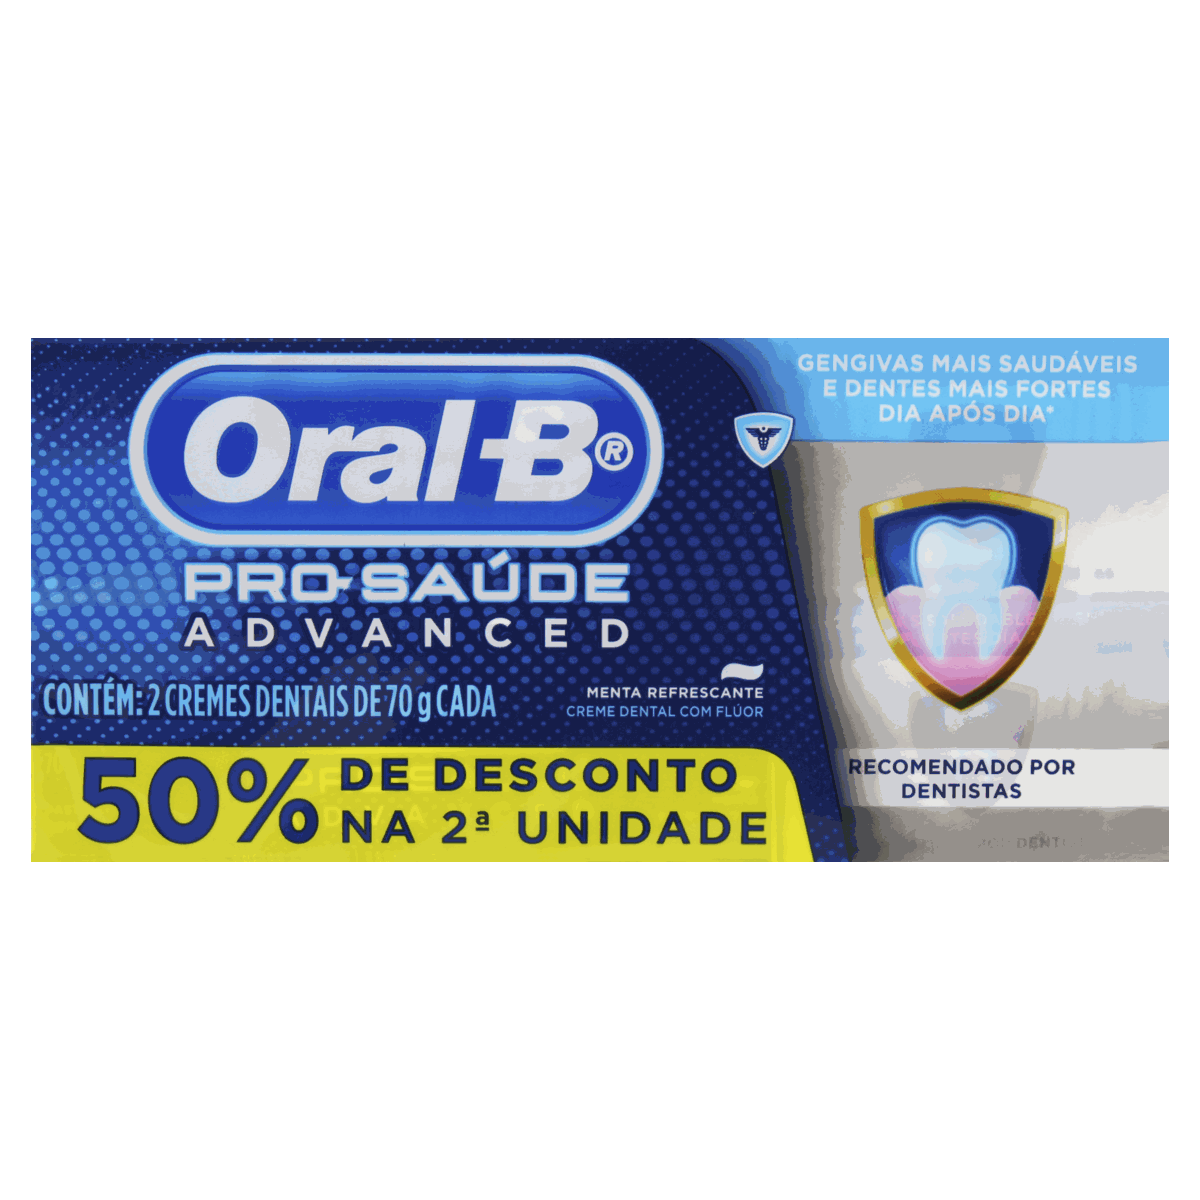 Oral-B®
PRO-SAÚDE
ADVANCED
CONTÉM: 2 CREMES DENTAIS DE 70 g CADA
MENTA REFRESCANTE
CREME DENTAL COM FLÚOR
50% DE DESCONTO
NA 2ª UNIDADE
GENGIVAS MAIS SAUDÁVEIS
E DENTES MAIS FORTES
DIA APÓS DIA*
RECOMENDADO POR
DENTISTAS